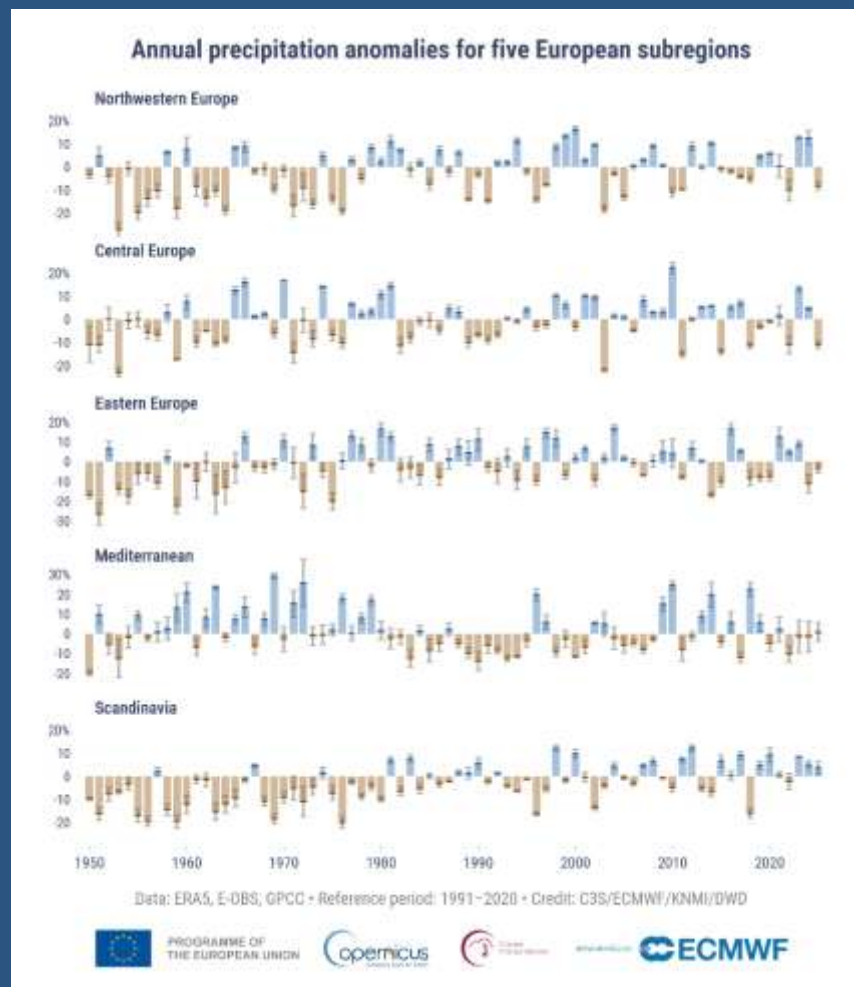 Annual precipitation anomalies for five European subregions
Northwestern Europe
20%
10
0
-10
-20
Central Europe
20%
10
0
-10
-20
Eastern Europe
20%
10
0
-10
-20
-30
Mediterranean
30%
20
10
0
-10
-20
Scandinavia
20%
10
0
-10
-20
1950 1960 1970 1980 1990 2000 2010 2020
Data: ERA5, E-OBS, GPCC • Reference period: 1991–2020 • Credit: C3S/ECMWF/KNMI/DWD
PROGRAMME OF
THE EUROPEAN UNION
opernicus
ECMWF